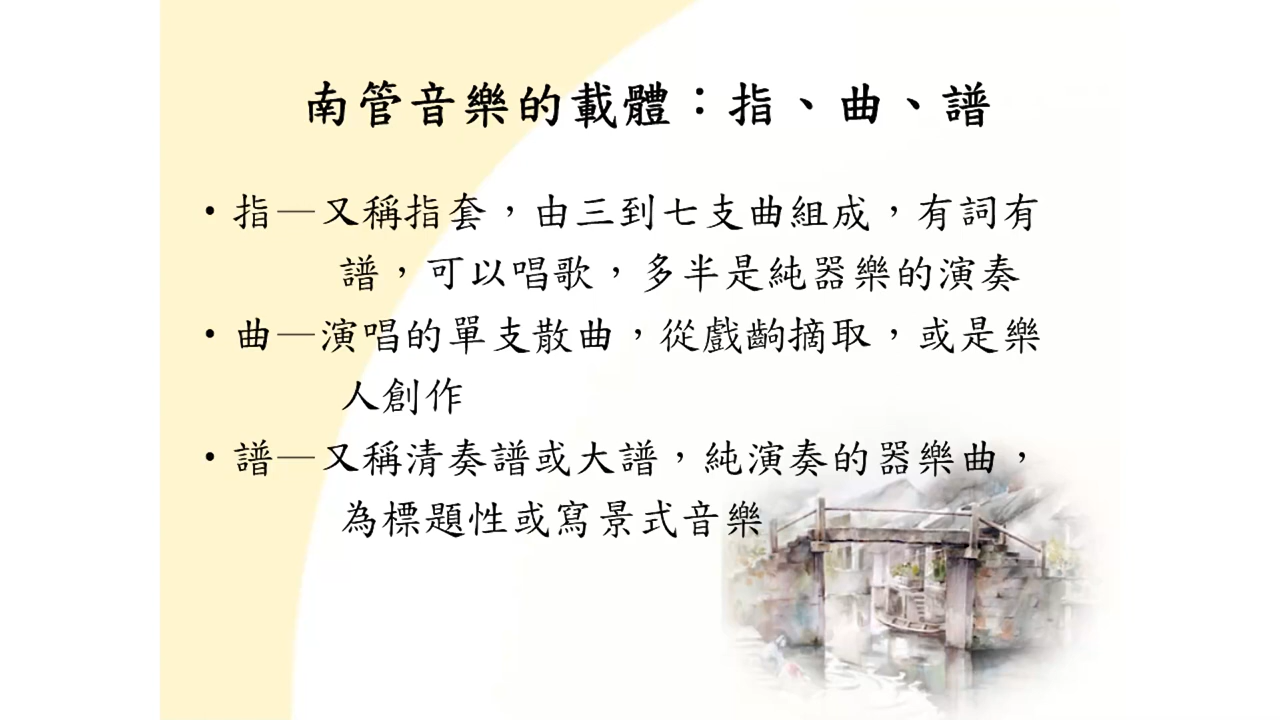 南管音樂的載體：指、曲、譜
•指—又稱指套，由三到七支曲組成，有詞有
譜，可以唱歌，多半是純器樂的演奏
•曲—演唱的單支散曲，從戲齣摘取，或是樂
人創作
•譜—又稱清奏譜或大譜，純演奏的器樂曲，
為標題性或寫景式音樂